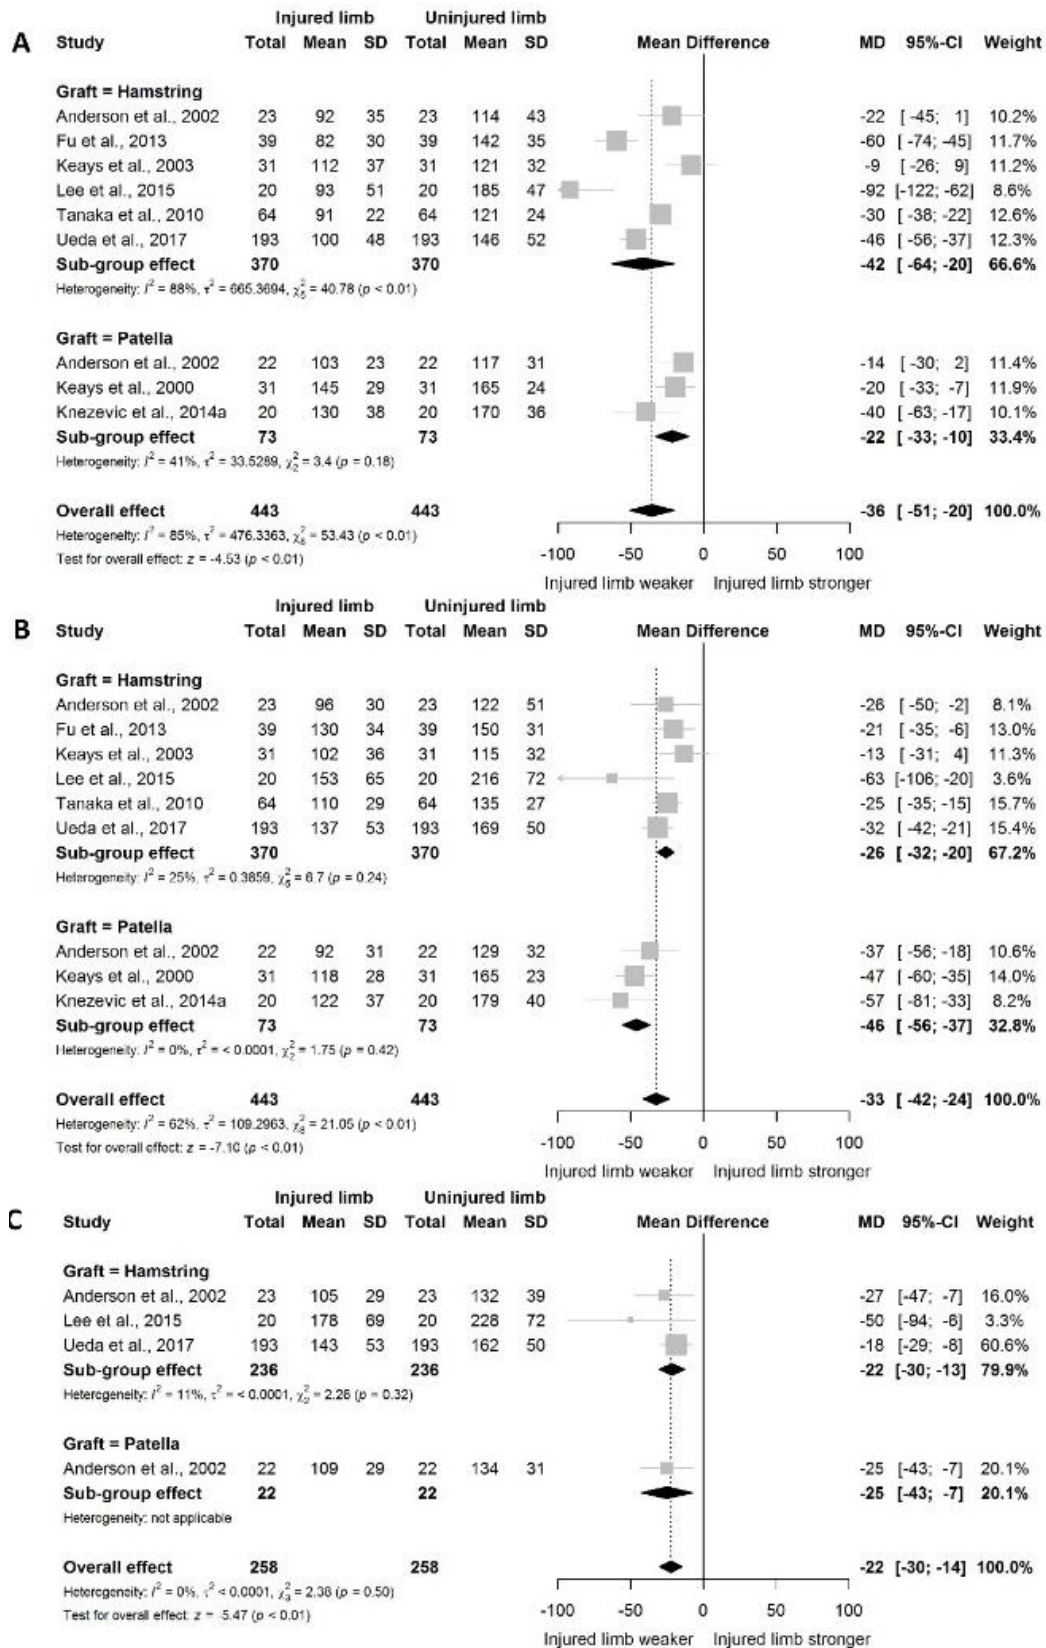 Injured limb Uninjured limb
A Study Total Mean SD Total Mean SD Mean Difference MD 95%-CI Weight
Graft = Hamstring
Anderson et al., 2002 23 92 35 23 114 43 -22 [ -45; 1] 10.2%
Fu et al., 2013 39 82 30 39 142 35 -60 [ -74; -45] 11.7%
Keays et al., 2003 31 112 37 31 121 32 -9 [ -26; 9] 11.2%
Lee et al., 2015 20 93 51 20 185 47 -92 [-122; -62] 8.6%
Tanaka et al., 2010 64 91 22 64 121 24 -30 [ -38; -22] 12.6%
Ueda et al., 2017 193 100 48 193 146 52 -46 [ -56; -37] 12.3%
Sub-group effect 370 370 -42 [ -64; -20] 66.6%
Heterogeneity: I² = 88%, τ² = 665.3694, χ²₅ = 40.78 (p < 0.01)
Graft = Patella
Anderson et al., 2002 22 103 23 22 117 31 -14 [ -30; 2] 11.4%
Keays et al., 2000 31 145 29 31 165 24 -20 [ -33; -7] 11.9%
Knezevic et al., 2014a 20 130 38 20 170 36 -40 [ -63; -17] 10.1%
Sub-group effect 73 73 -22 [ -33; -10] 33.4%
Heterogeneity: I² = 41%, τ² = 33.5289, χ²₂ = 3.4 (p = 0.18)
Overall effect 443 443 -36 [ -51; -20] 100.0%
Heterogeneity: I² = 85%, τ² = 476.3363, χ²₈ = 53.43 (p < 0.01)
Test for overall effect: z = -4.53 (p < 0.01)
-100 -50 0 50 100
Injured limb weaker Injured limb stronger
Injured limb Uninjured limb
B Study Total Mean SD Total Mean SD Mean Difference MD 95%-CI Weight
Graft = Hamstring
Anderson et al., 2002 23 96 30 23 122 51 -26 [ -50; -2] 8.1%
Fu et al., 2013 39 130 34 39 150 31 -21 [ -35; -6] 13.0%
Keays et al., 2003 31 102 36 31 115 32 -13 [ -31; 4] 11.3%
Lee et al., 2015 20 153 65 20 216 72 -63 [-106; -20] 3.6%
Tanaka et al., 2010 64 110 29 64 135 27 -25 [ -35; -15] 15.7%
Ueda et al., 2017 193 137 53 193 169 50 -32 [ -42; -21] 15.4%
Sub-group effect 370 370 -26 [ -32; -20] 67.2%
Heterogeneity: I² = 25%, τ² = 0.3859, χ²₅ = 6.7 (p = 0.24)
Graft = Patella
Anderson et al., 2002 22 92 31 22 129 32 -37 [ -56; -18] 10.6%
Keays et al., 2000 31 118 28 31 165 23 -47 [ -60; -35] 14.0%
Knezevic et al., 2014a 20 122 37 20 179 40 -57 [ -81; -33] 8.2%
Sub-group effect 73 73 -46 [ -56; -37] 32.8%
Heterogeneity: I² = 0%, τ² = < 0.0001, χ²₂ = 1.75 (p = 0.42)
Overall effect 443 443 -33 [ -42; -24] 100.0%
Heterogeneity: I² = 62%, τ² = 109.2963, χ²₈ = 21.05 (p < 0.01)
Test for overall effect: z = -7.10 (p < 0.01)
-100 -50 0 50 100
Injured limb weaker Injured limb stronger
Injured limb Uninjured limb
C Study Total Mean SD Total Mean SD Mean Difference MD 95%-CI Weight
Graft = Hamstring
Anderson et al., 2002 23 105 29 23 132 39 -27 [-47; -7] 16.0%
Lee et al., 2015 20 178 69 20 228 72 -50 [-94; -6] 3.3%
Ueda et al., 2017 193 143 53 193 162 50 -18 [-29; -8] 60.6%
Sub-group effect 236 236 -22 [-30; -13] 79.9%
Heterogeneity: I² = 11%, τ² = < 0.0001, χ²₂ = 2.26 (p = 0.32)
Graft = Patella
Anderson et al., 2002 22 109 29 22 134 31 -25 [-43; -7] 20.1%
Sub-group effect 22 22 -25 [-43; -7] 20.1%
Heterogeneity: not applicable
Overall effect 258 258 -22 [-30; -14] 100.0%
Heterogeneity: I² = 0%, τ² < 0.0001, χ²₃ = 2.38 (p = 0.50)
Test for overall effect: z = -5.47 (p < 0.01)
-100 -50 0 50 100
Injured limb weaker Injured limb stronger